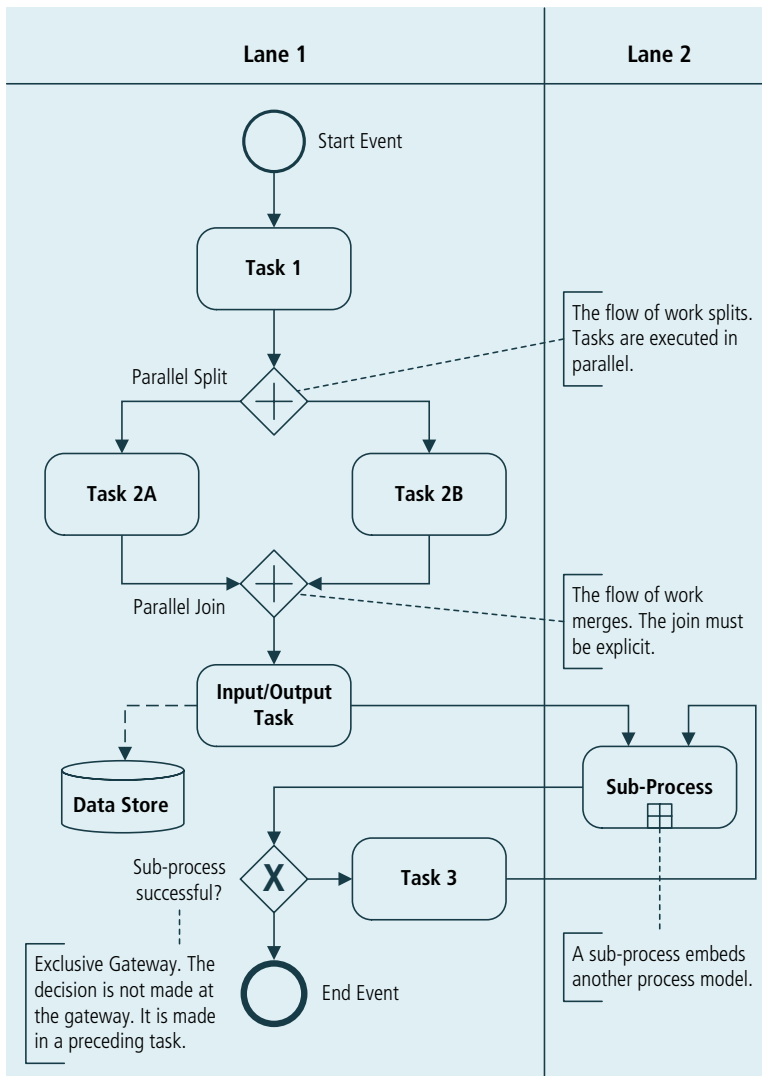 Lane 1
Lane 2
Start Event
Task 1
The flow of work splits.
Tasks are executed in
parallel.
Parallel Split
Task 2A
Task 2B
Parallel Join
The flow of work
merges. The join must
be explicit.
Input/Output
Task
Data Store
Sub-Process
Sub-process
successful?
X
Task 3
Exclusive Gateway. The
decision is not made at
the gateway. It is made
in a preceding task.
End Event
A sub-process embeds
another process model.